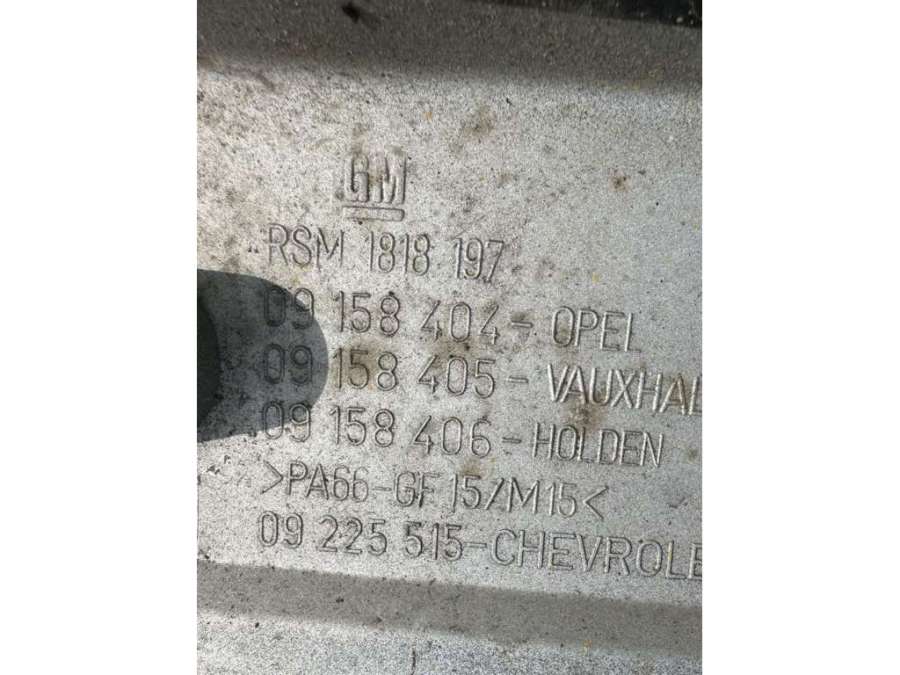 GM
RSM 1818 197
09 158 404-OPEL
09 158 405-VAUXHAL
09 158 406-HOLDEN
>PA66-GF15/M15<
09 225 515-CHEVROLE